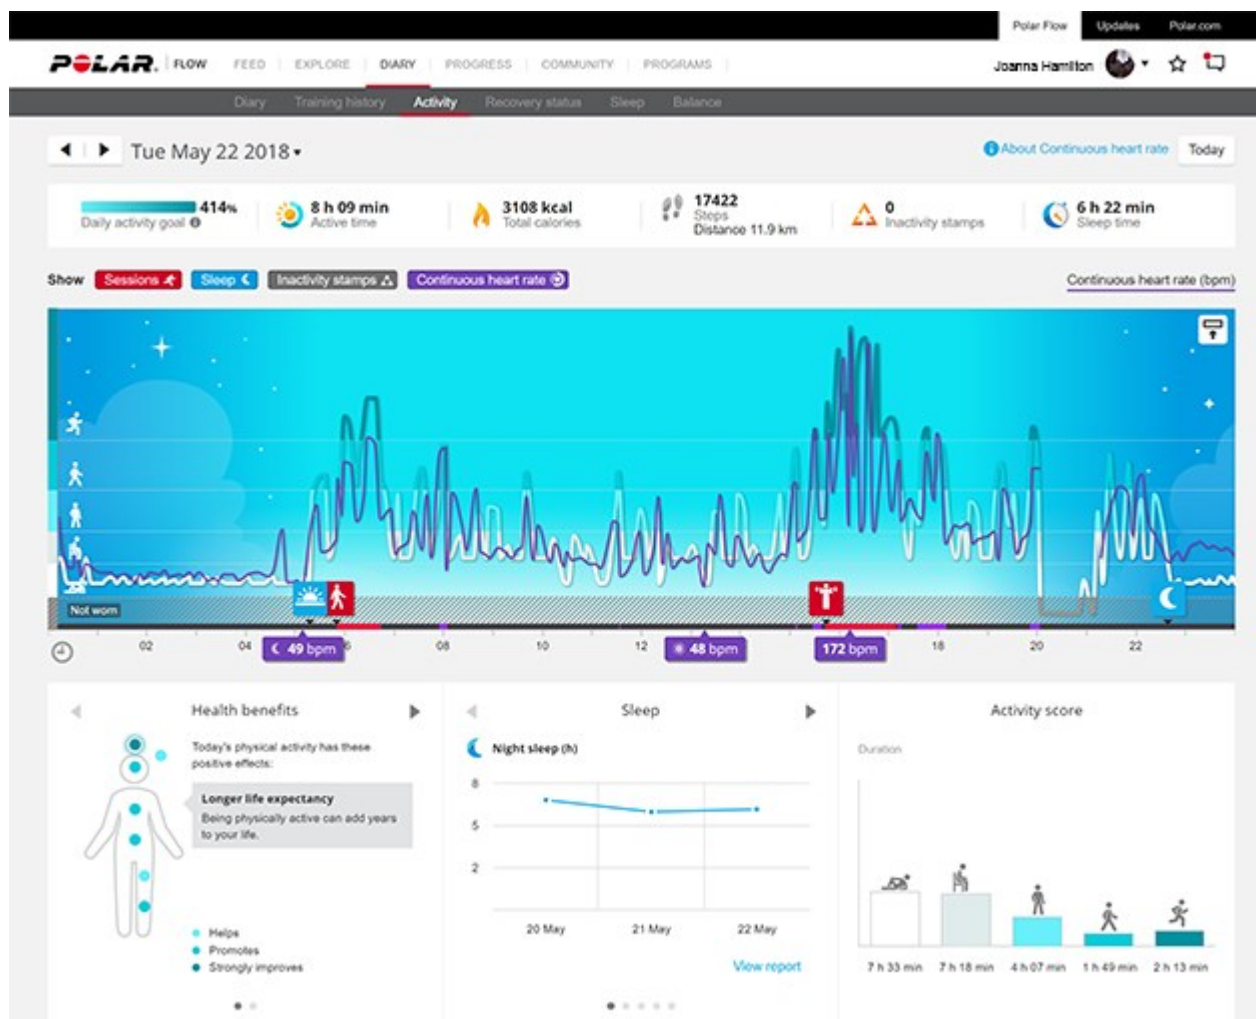 Polar Flow Updates Polar.com
POLAR. FLOW FEED EXPLORE DIARY PROGRESS COMMUNITY PROGRAMS Joanna Hamilton
Diary Training history Activity Recovery status Sleep Balance
Tue May 22 2018 About Continuous heart rate Today
414% 8 h 09 min 3108 kcal 17422 0 6 h 22 min
Daily activity goal Active time Total calories Steps Inactivity stamps Sleep time
Distance 11.9 km
Show Sessions Sleep Inactivity stamps Continuous heart rate Continuous heart rate (bpm)
Not worn
02 04 6 08 10 12 18 20 22
49 bpm 48 bpm 172 bpm
Health benefits
Today's physical activity has these
positive effects:
Longer life expectancy
Being physically active can add years
to your life.
Helps
Promotes
Strongly improves
Sleep
Night sleep (h)
8
5
2
20 May 21 May 22 May
View report
Activity score
Duration
7 h 33 min 7 h 18 min 4 h 07 min 1 h 49 min 2 h 13 min